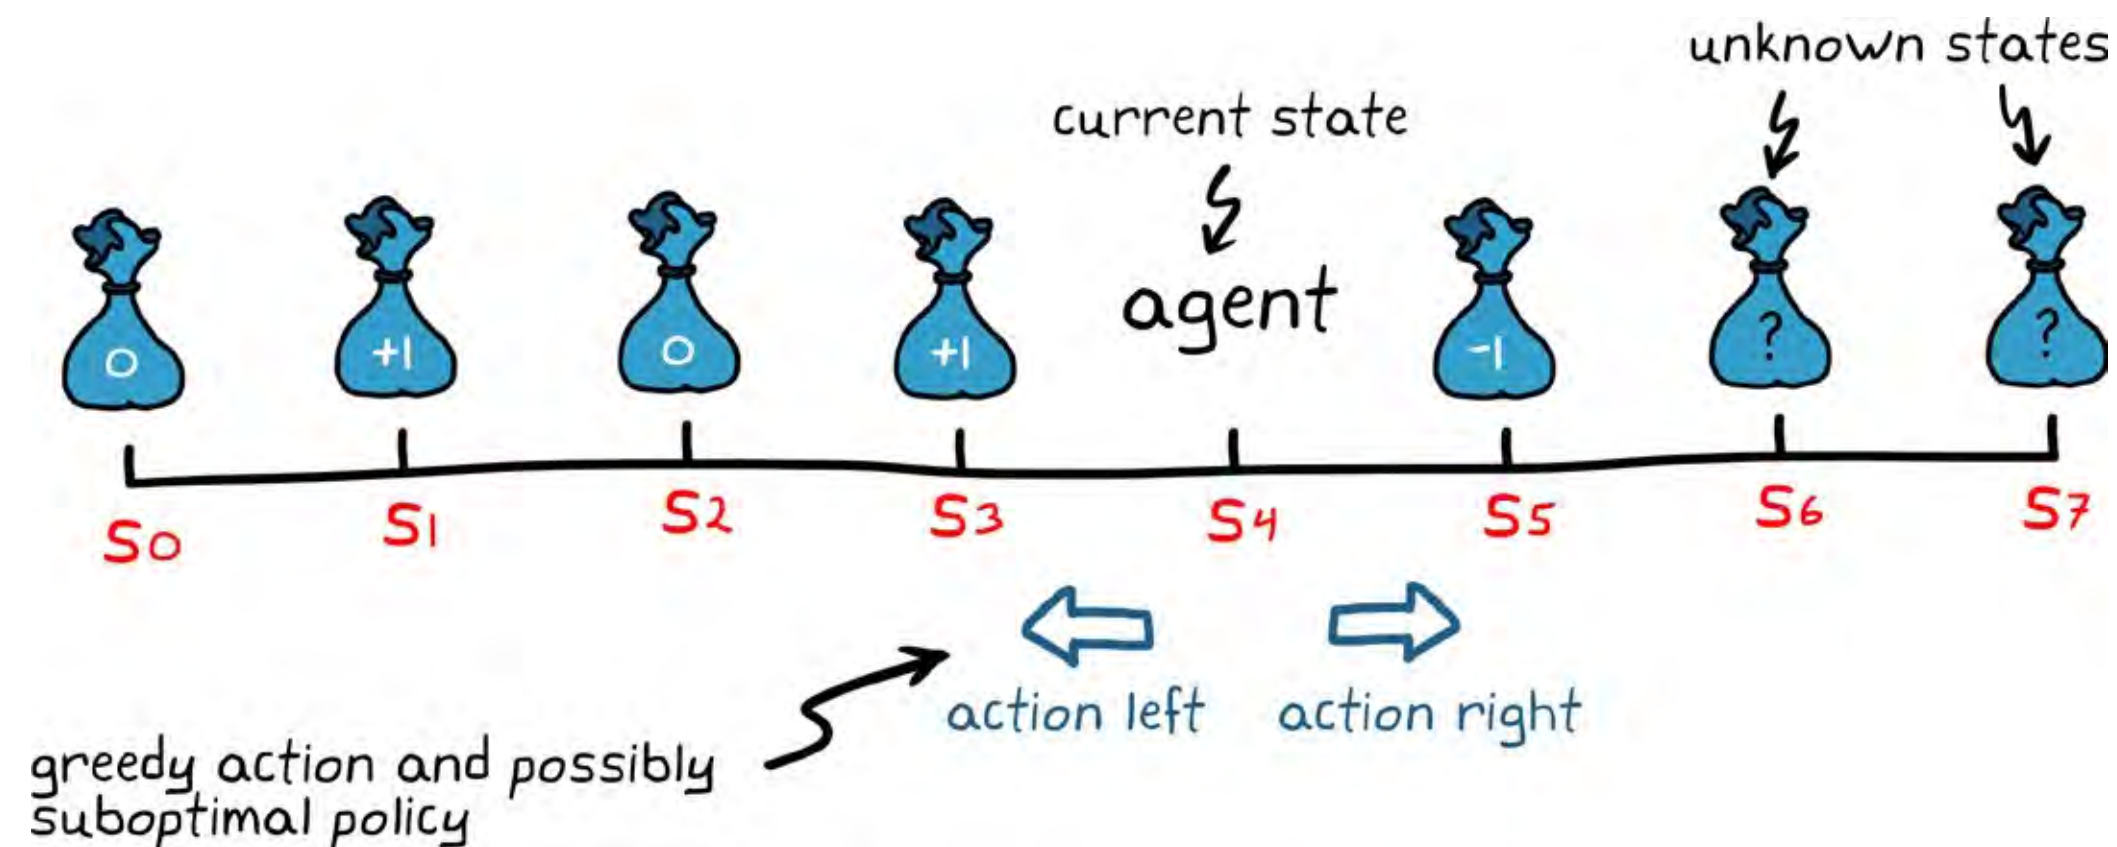 unknown states
current state
agent
0
+1
0
+1
-1
?
?
S0
S1
S2
S3
S4
S5
S6
S7
action left
action right
greedy action and possibly
suboptimal policy